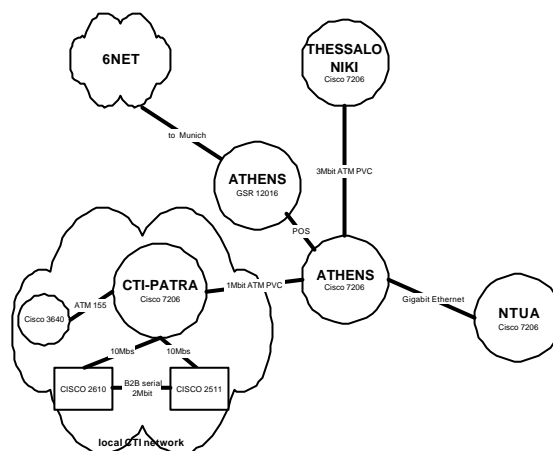 6NET
THESSALO
NIKI
Cisco 7206
to Munich
3Mbit ATM PVC
ATHENS
GSR 12016
POS
CTI-PATRA
Cisco 7206
1Mbit ATM PVC
ATHENS
Cisco 7206
Gigabit Ethernet
NTUA
Cisco 7206
ATM 155
Cisco 3640
10Mbs
10Mbs
CISCO 2610
B2B serial
2Mbit
CISCO 2511
local CTI network